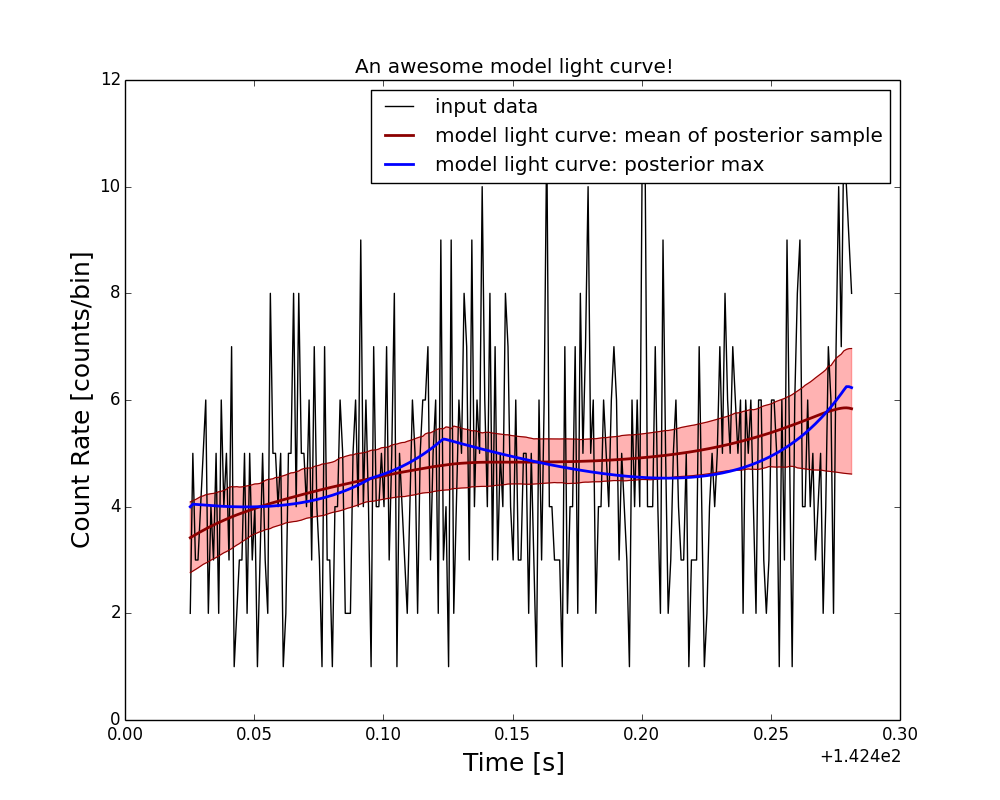 An awesome model light curve!
input data
model light curve: mean of posterior sample
model light curve: posterior max
Count Rate [counts/bin]
12
10
8
6
4
2
0
0.00 0.05 0.10 0.15 0.20 0.25 0.30
Time [s]
+1.424e2